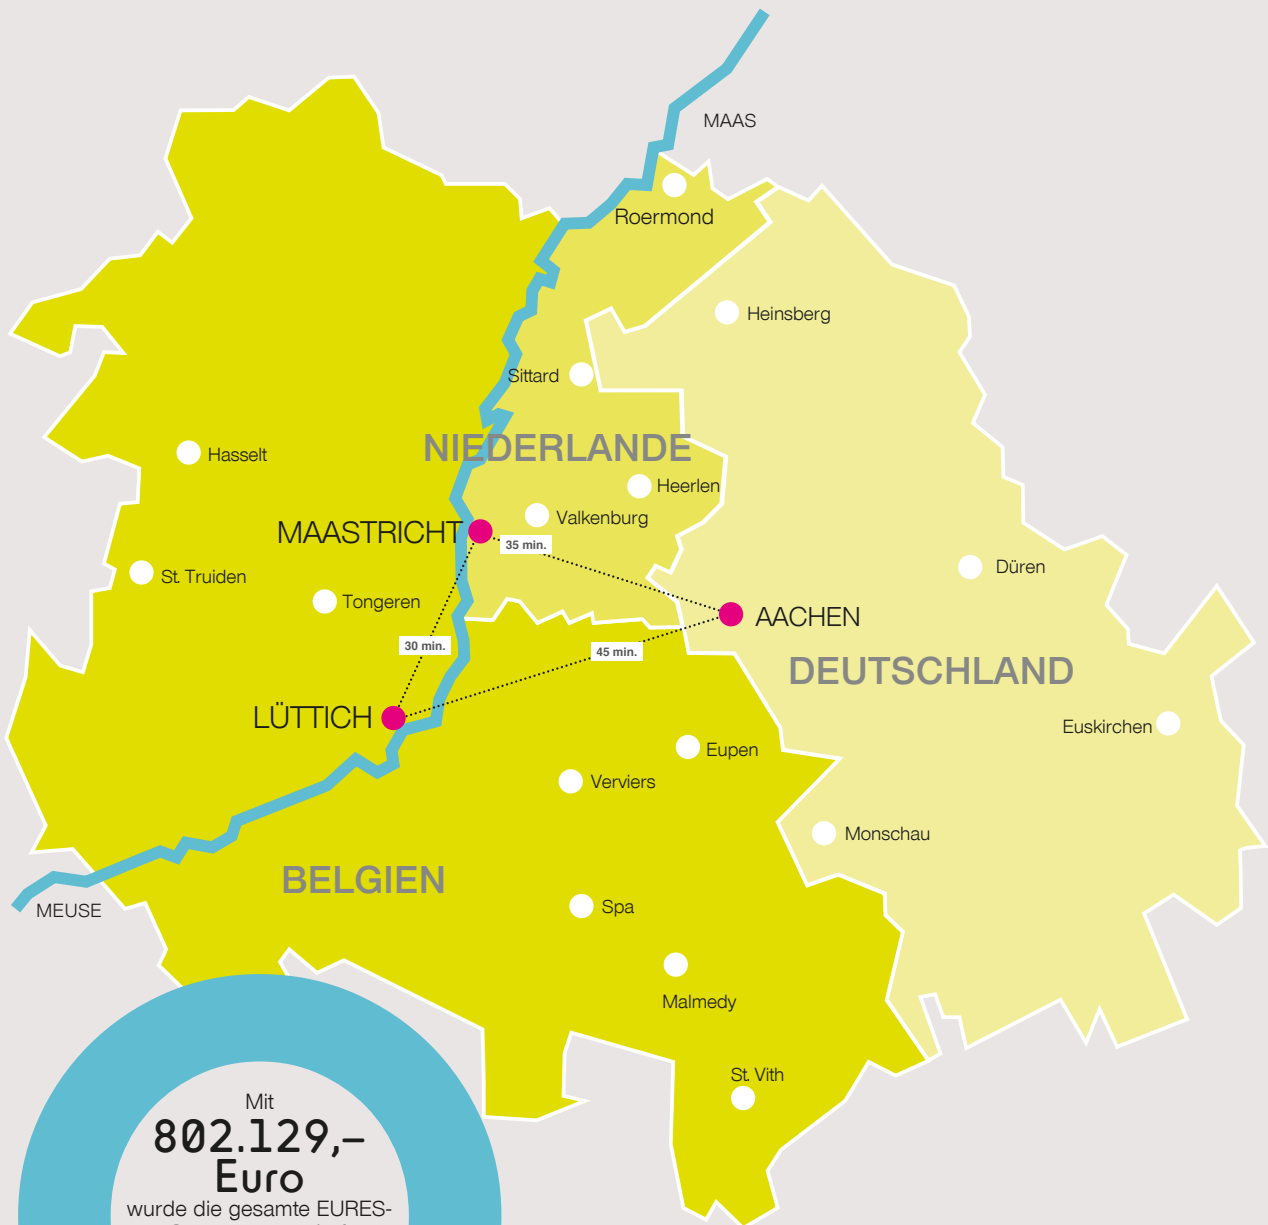 MAAS
Roermond
Heinsberg
Sittard
NIEDERLANDE
Hasselt
Heerlen
Valkenburg
MAASTRICHT
35 min.
St. Truiden
Düren
Tongeren
AACHEN
30 min.
45 min.
DEUTSCHLAND
LÜTTICH
Euskirchen
Eupen
Verviers
Monschau
BELGIEN
MEUSE
Spa
Malmedy
St. Vith
Mit
802.129,–
Euro
wurde die gesamte EURES-